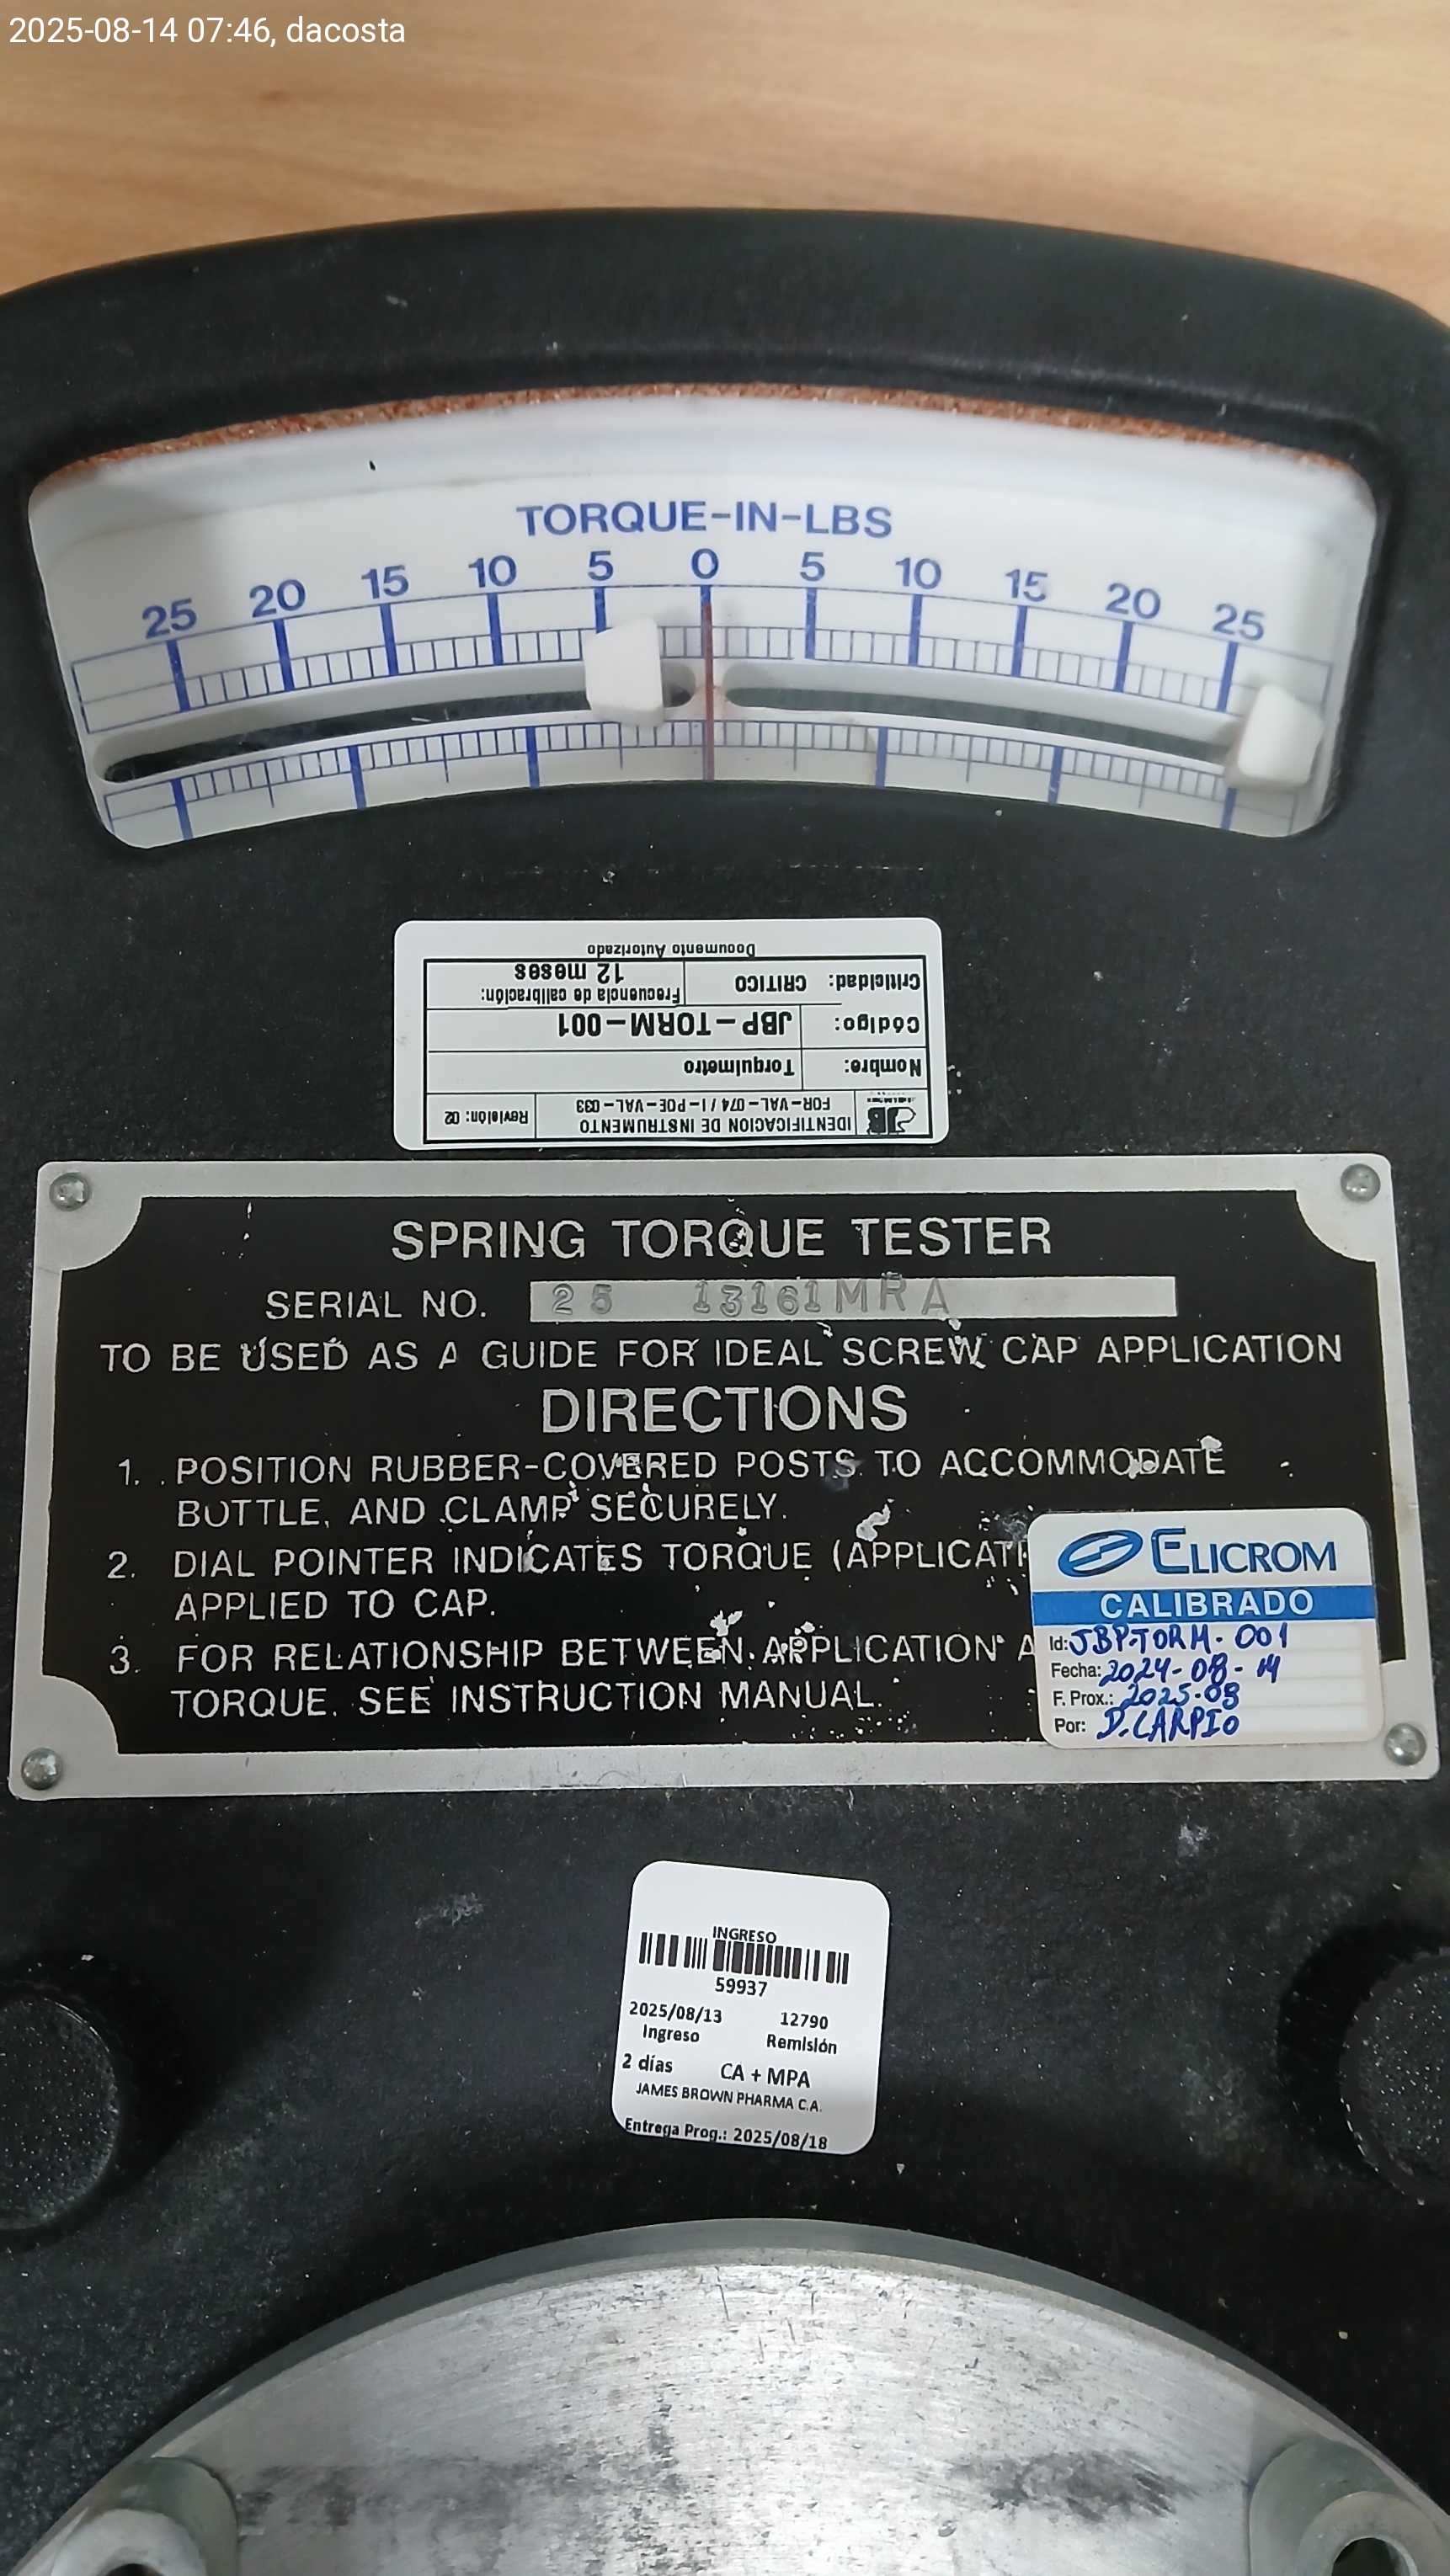 2025-08-14 07:46, dacosta
TORQUE-IN-LBS
25 20 15 10 5 0 5 10 15 20 25
IDENTIFICACION DE INSTRUMENTO
FOR-VAL-074 / I-POE-VAL-033
Revisión: 02
Nombre: Torquimetro
Código: JBP-TORM-001
Criticidad: CRITICO
Frecuencia de calibración:
12 meses
Documento Autorizado
SPRING TORQUE TESTER
SERIAL NO. 25 13161MRA
TO BE USED AS A GUIDE FOR IDEAL SCREW CAP APPLICATION
DIRECTIONS
1. POSITION RUBBER-COVERED POSTS TO ACCOMMODATE
BOTTLE, AND CLAMP SECURELY.
2. DIAL POINTER INDICATES TORQUE (APPLICATI
APPLIED TO CAP.
3. FOR RELATIONSHIP BETWEEN APPLICATION A
TORQUE. SEE INSTRUCTION MANUAL.
ELICROM
CALIBRADO
Id: JBP-TORM-001
Fecha: 2024-08-14
F. Prox.: 2025-08
Por: D. CARPIO
INGRESO
59937
2025/08/13 12790
Ingreso Remisión
2 días CA + MPA
JAMES BROWN PHARMA C.A.
Entrega Prog.: 2025/08/18